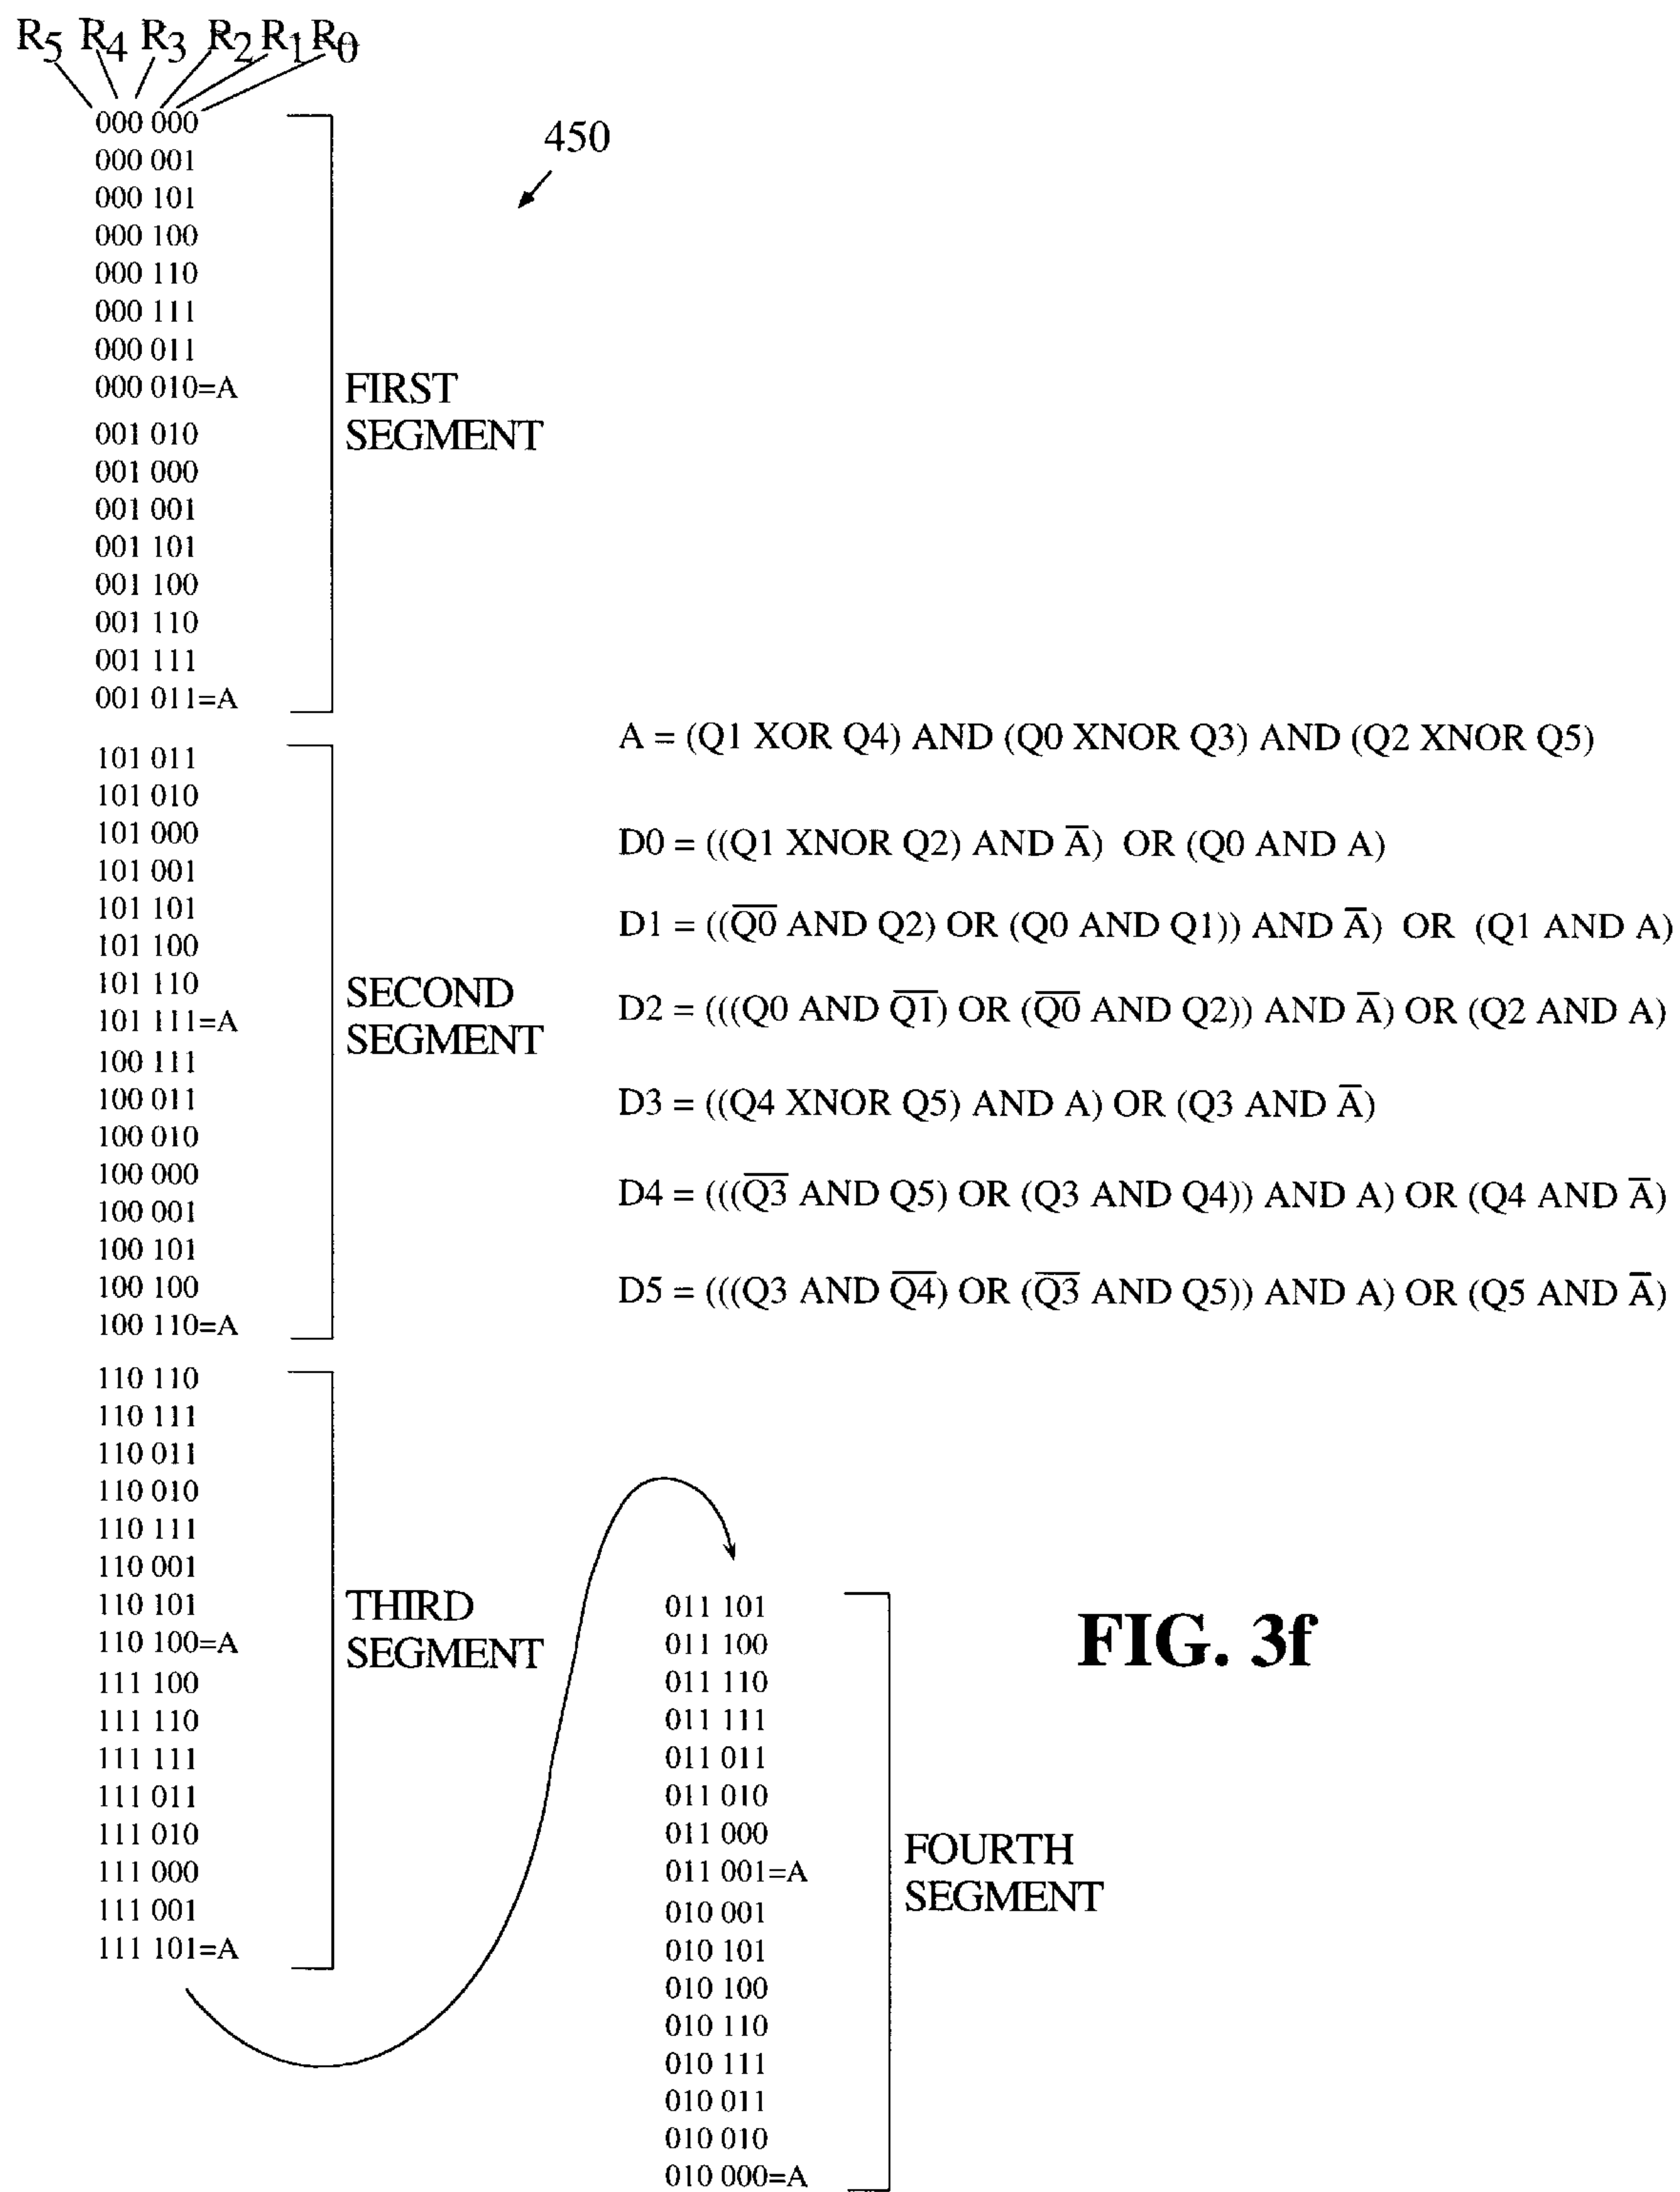 R5 R4 R3 R2 R1 R0
000 000
000 001
000 101
000 100
000 110
000 111
000 011
000 010=A
001 010
001 000
001 001
001 101
001 100
001 110
001 111
001 011=A
FIRST
SEGMENT
450
101 011
101 010
101 000
101 001
101 101
101 100
101 110
101 111=A
100 111
100 011
100 010
100 000
100 001
100 101
100 100
100 110=A
SECOND
SEGMENT
A = (Q1 XOR Q4) AND (Q0 XNOR Q3) AND (Q2 XNOR Q5)
D0 = ((Q1 XNOR Q2) AND A̅) OR (Q0 AND A)
D1 = ((Q̅0̅ AND Q2) OR (Q0 AND Q1)) AND A̅) OR (Q1 AND A)
D2 = (((Q0 AND Q̅1̅) OR (Q̅0̅ AND Q2)) AND A̅) OR (Q2 AND A)
D3 = ((Q4 XNOR Q5) AND A) OR (Q3 AND A̅)
D4 = (((Q̅3̅ AND Q5) OR (Q3 AND Q4)) AND A) OR (Q4 AND A̅)
D5 = (((Q3 AND Q̅4̅) OR (Q̅3̅ AND Q5)) AND A) OR (Q5 AND A̅)
110 110
110 111
110 011
110 010
110 111
110 001
110 101
110 100=A
111 100
111 110
111 111
111 011
111 010
111 000
111 001
111 101=A
THIRD
SEGMENT
011 101
011 100
011 110
011 111
011 011
011 010
011 000
011 001=A
010 001
010 101
010 100
010 110
010 111
010 011
010 010
010 000=A
FOURTH
SEGMENT
FIG. 3f